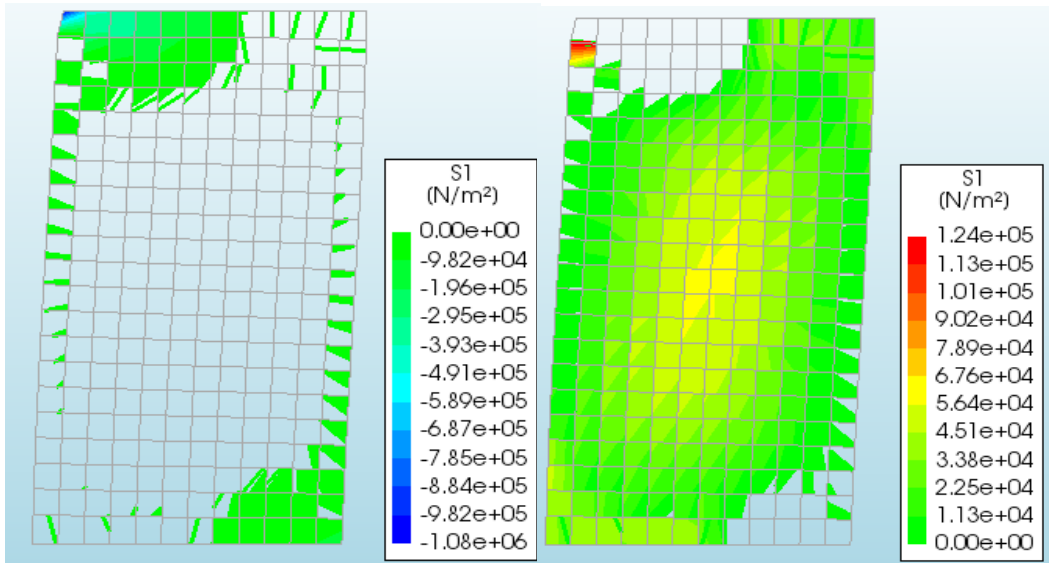 S1
(N/m²)
0.00e+00
-9.82e+04
-1.96e+05
-2.95e+05
-3.93e+05
-4.91e+05
-5.89e+05
-6.87e+05
-7.85e+05
-8.84e+05
-9.82e+05
-1.08e+06
S1
(N/m²)
1.24e+05
1.13e+05
1.01e+05
9.02e+04
7.89e+04
6.76e+04
5.64e+04
4.51e+04
3.38e+04
2.25e+04
1.13e+04
0.00e+00